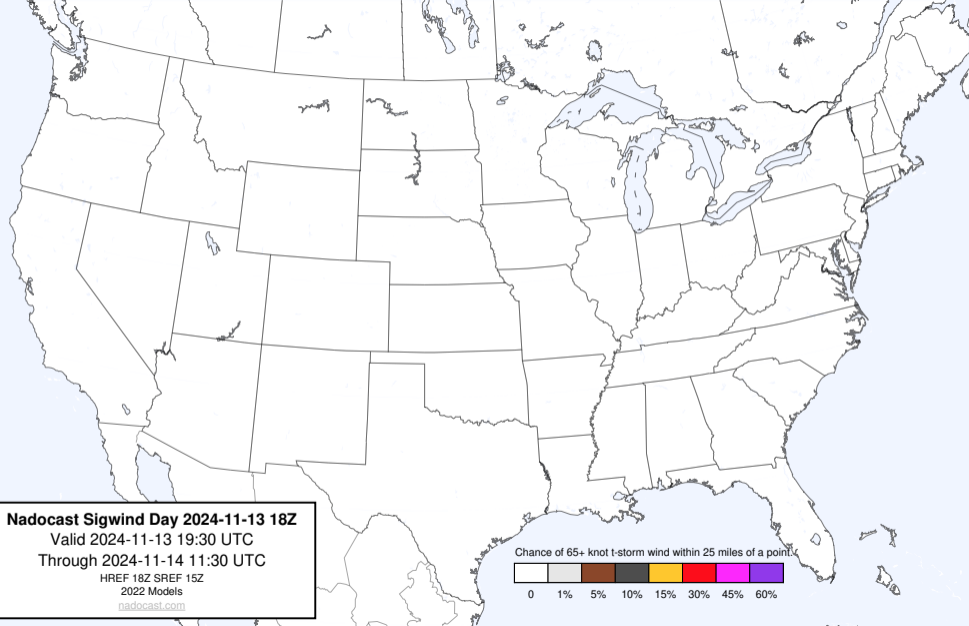 Nadocast Sigwind Day 2024-11-13 18Z
Valid 2024-11-13 19:30 UTC
Through 2024-11-14 11:30 UTC
HREF 18Z SREF 15Z
2022 Models
nadocast.com
Chance of 65+ knot t-storm wind within 25 miles of a point.
0 1% 5% 10% 15% 30% 45% 60%